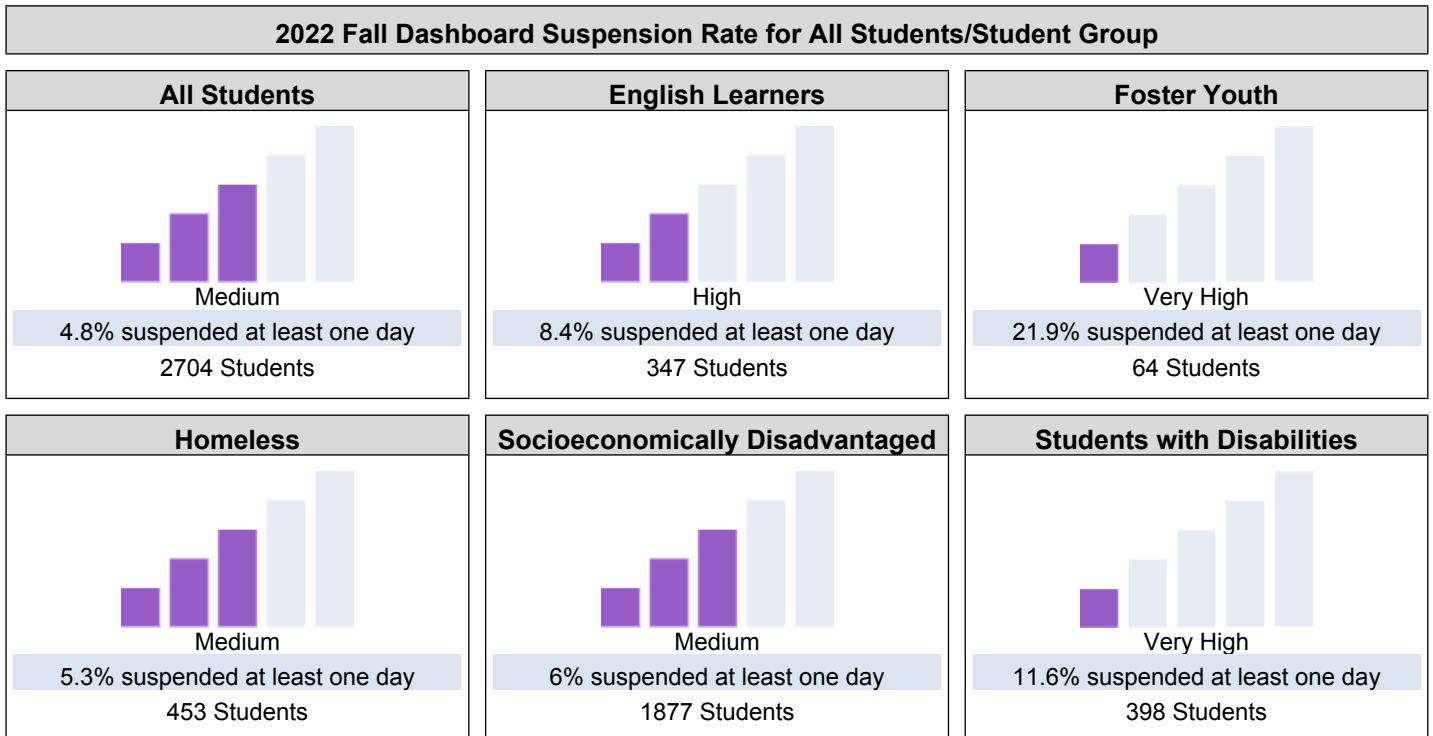 2022 Fall Dashboard Suspension Rate for All Students/Student Group
All Students
Medium
4.8% suspended at least one day
2704 Students
English Learners
High
8.4% suspended at least one day
347 Students
Foster Youth
Very High
21.9% suspended at least one day
64 Students
Homeless
Medium
5.3% suspended at least one day
453 Students
Socioeconomically Disadvantaged
Medium
6% suspended at least one day
1877 Students
Students with Disabilities
Very High
11.6% suspended at least one day
398 Students